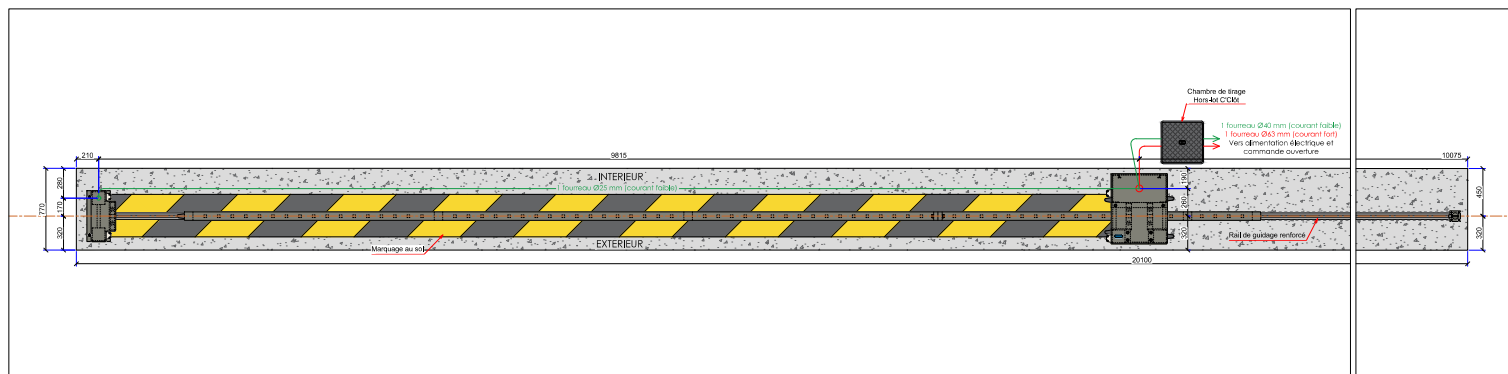 Chambre de tirage
Hors-lot C'Clôt
1 fourreau Ø40 mm (courant faible)
1 fourreau Ø63 mm (courant fort)
Vers alimentation électrique et
commande ouverture
210
9815
10075
INTERIEUR
1 fourreau Ø25 mm (courant faible)
280
170
320
770
190
260
320
450
320
Marquage au sol
EXTERIEUR
Rail de guidage renforcé
20100